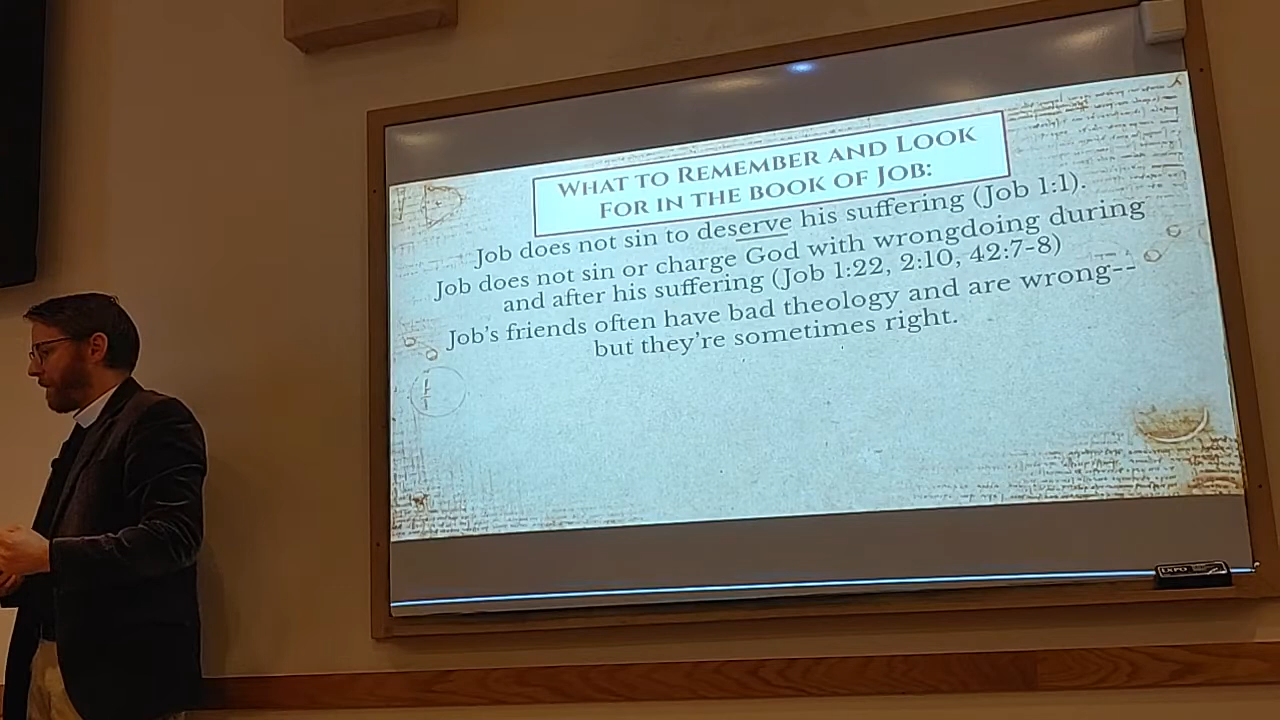 WHAT TO REMEMBER AND LOOK
FOR IN THE BOOK OF JOB:
Job does not sin to deserve his suffering (Job 1:1).
Job does not sin or charge God with wrongdoing during
and after his suffering (Job 1:22, 2:10, 42:7-8)
Job's friends often have bad theology and are wrong--
but they're sometimes right.
EXPO